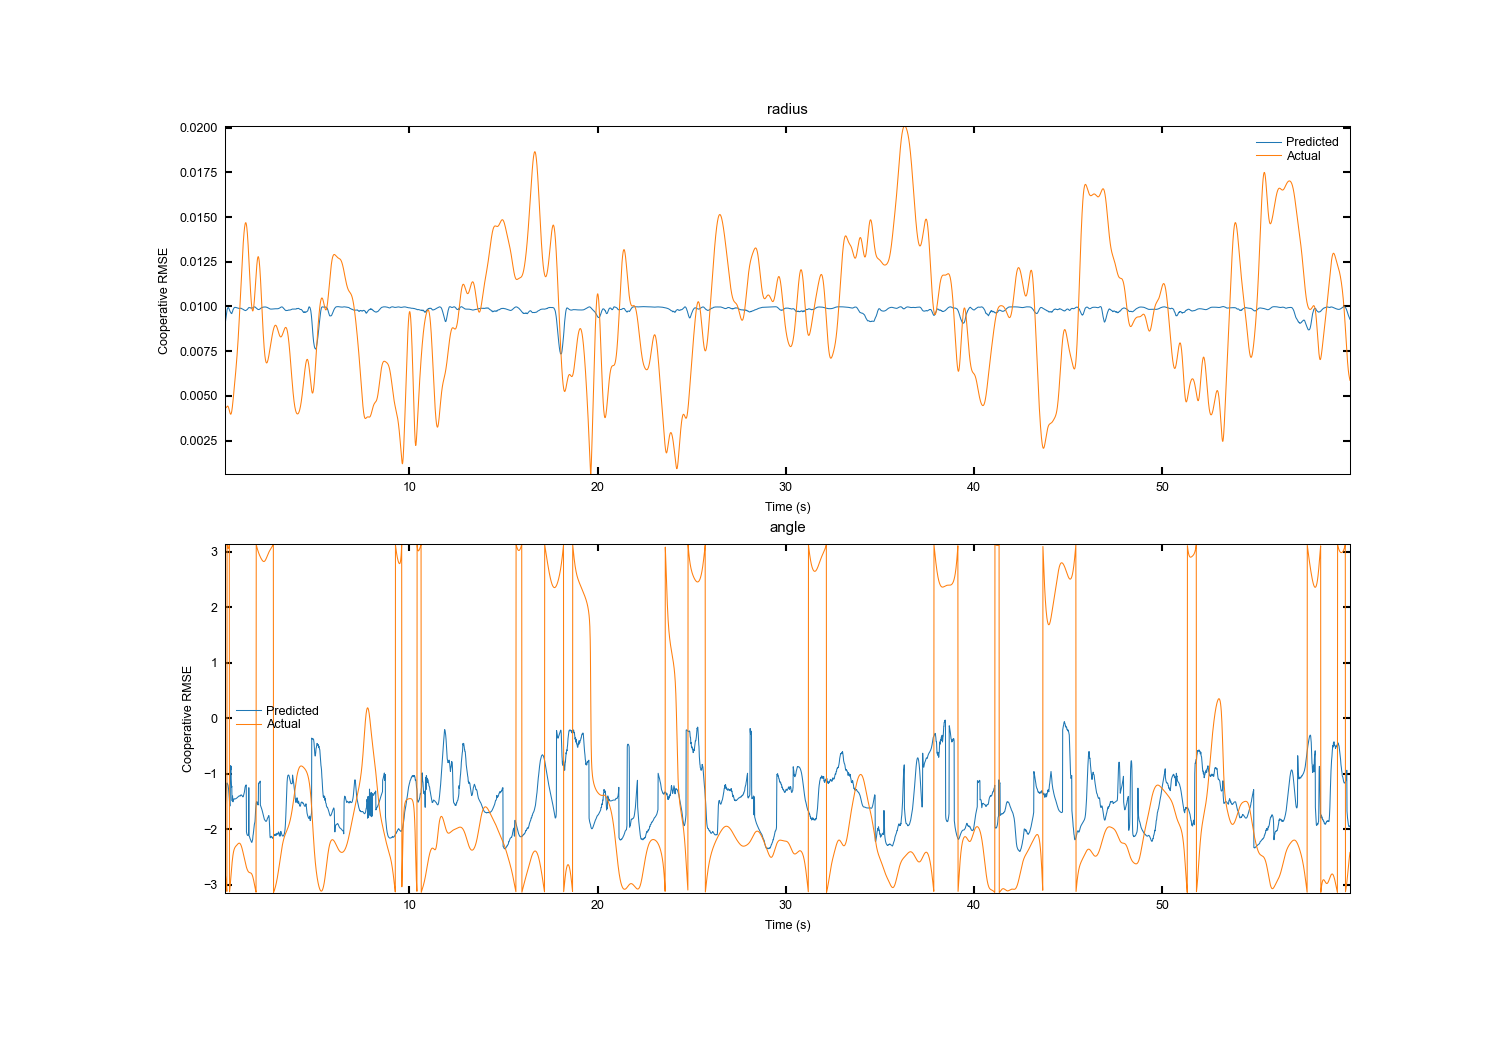 radius
0.0200
0.0175
0.0150
0.0125
0.0100
0.0075
0.0050
0.0025
Cooperative RMSE
Predicted
Actual
10 20 30 40 50
Time (s)
angle
3
2
1
0
−1
−2
−3
Cooperative RMSE
Predicted
Actual
10 20 30 40 50
Time (s)